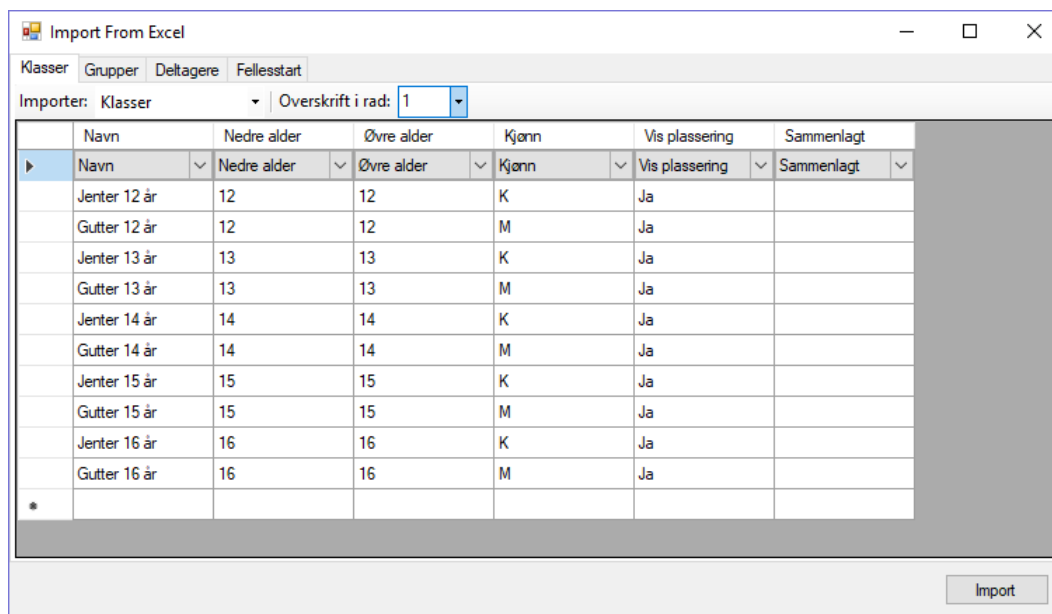 Import From Excel
Klasser Grupper Deltagere Fellesstart
Importer: Klasser Overskrift i rad: 1
Navn Nedre alder Øvre alder Kjønn Vis plassering Sammenlagt
Navn Nedre alder Øvre alder Kjønn Vis plassering Sammenlagt
Jenter 12 år 12 12 K Ja
Gutter 12 år 12 12 M Ja
Jenter 13 år 13 13 K Ja
Gutter 13 år 13 13 M Ja
Jenter 14 år 14 14 K Ja
Gutter 14 år 14 14 M Ja
Jenter 15 år 15 15 K Ja
Gutter 15 år 15 15 M Ja
Jenter 16 år 16 16 K Ja
Gutter 16 år 16 16 M Ja
Import